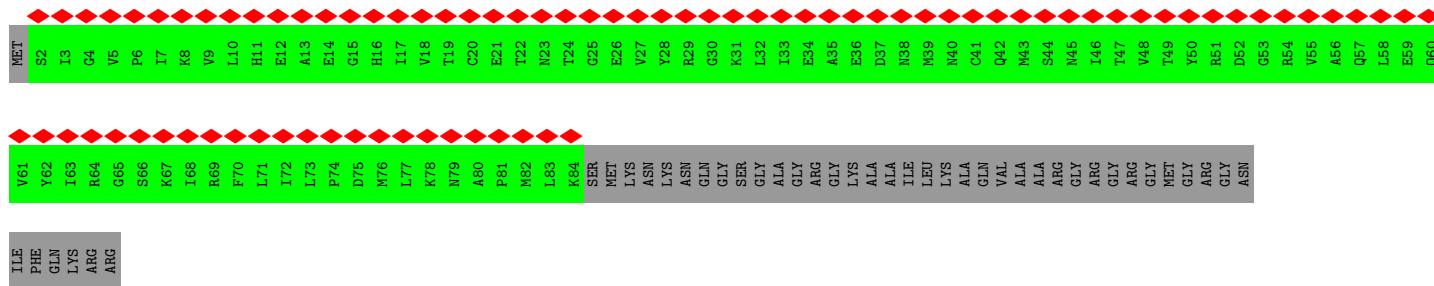 MET S2 I3 G4 V5 P6 I7 K8 V9 L10 H11 E12 A13 E14 G15 H16 I17 V18 T19 C20 E21 T22 N23 T24 G25 E26 V27 Y28 R29 G30 K31 L32 I33 E34 A35 E36 D37 N38 M39 N40 C41 Q42 M43 S44 N45 I46 T47 V48 T49 Y50 R51 D52 G53 R54 V55 A56 Q57 L58 E59 Q60
V61 Y62 I63 R64 G65 S66 K67 I68 R69 F70 L71 I72 L73 P74 D75 M76 L77 K78 N79 A80 P81 M82 L83 K84 SER MET LYS ASN LYS ASN GLN GLY SER GLY ALA GLY ARG GLY LYS ALA ALA ILE LEU LYS ALA GLN VAL ALA ALA ARG GLY ARG GLY ARG GLY MET GLY ARG GLY ASN
ILE PHE GLN LYS ARG ARG